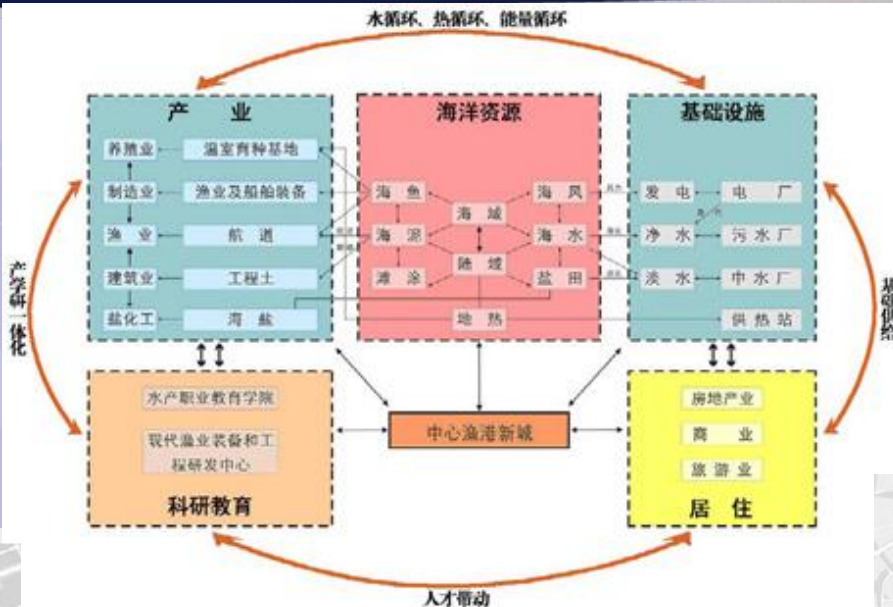 水循环、热循环、能量循环
产 业
养殖业 温室育种基地
制造业 渔业及船舶装备
渔 业 航 道
建筑业 工程土
盐化工 海 盐
海洋资源
海 鱼 海 域 海 风
海 泥 海 水
陆 域
滩 涂 盐 田
地 热
基础设施
发 电 电 厂
净 水 污 水 厂
淡 水 中 水 厂
供 热 站
产学研一体化
基础供给
水产职业教育学院
现代渔业装备和工
程研发中心
科研教育
中心渔港新城
房地产业
商 业
旅 游 业
居 住
人才带动